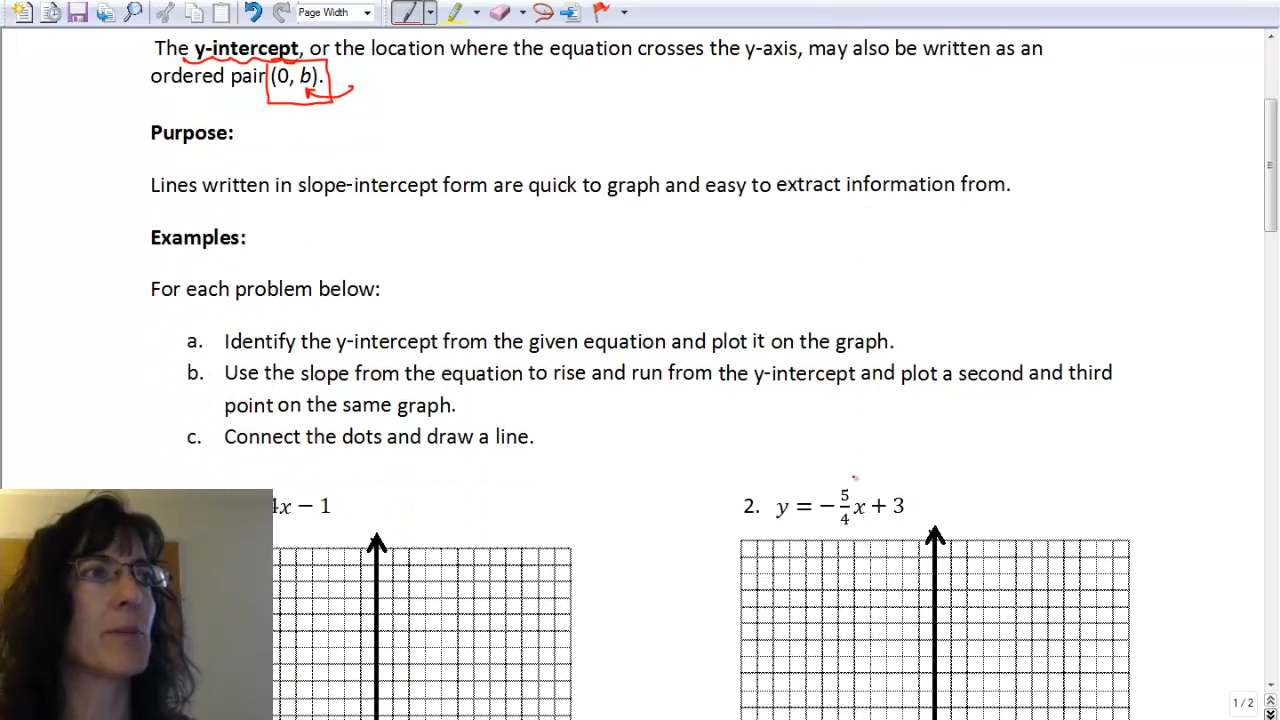 Page Width
The y-intercept, or the location where the equation crosses the y-axis, may also be written as an
ordered pair (0, b).
Purpose:
Lines written in slope-intercept form are quick to graph and easy to extract information from.
Examples:
For each problem below:
a. Identify the y-intercept from the given equation and plot it on the graph.
b. Use the slope from the equation to rise and run from the y-intercept and plot a second and third
point on the same graph.
c. Connect the dots and draw a line.
4x − 1
2. y = −5/4x + 3
1 / 2